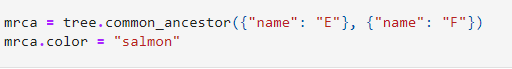 mrca = tree.common_ancestor({"name": "E"}, {"name": "F"})
mrca.color = "salmon"